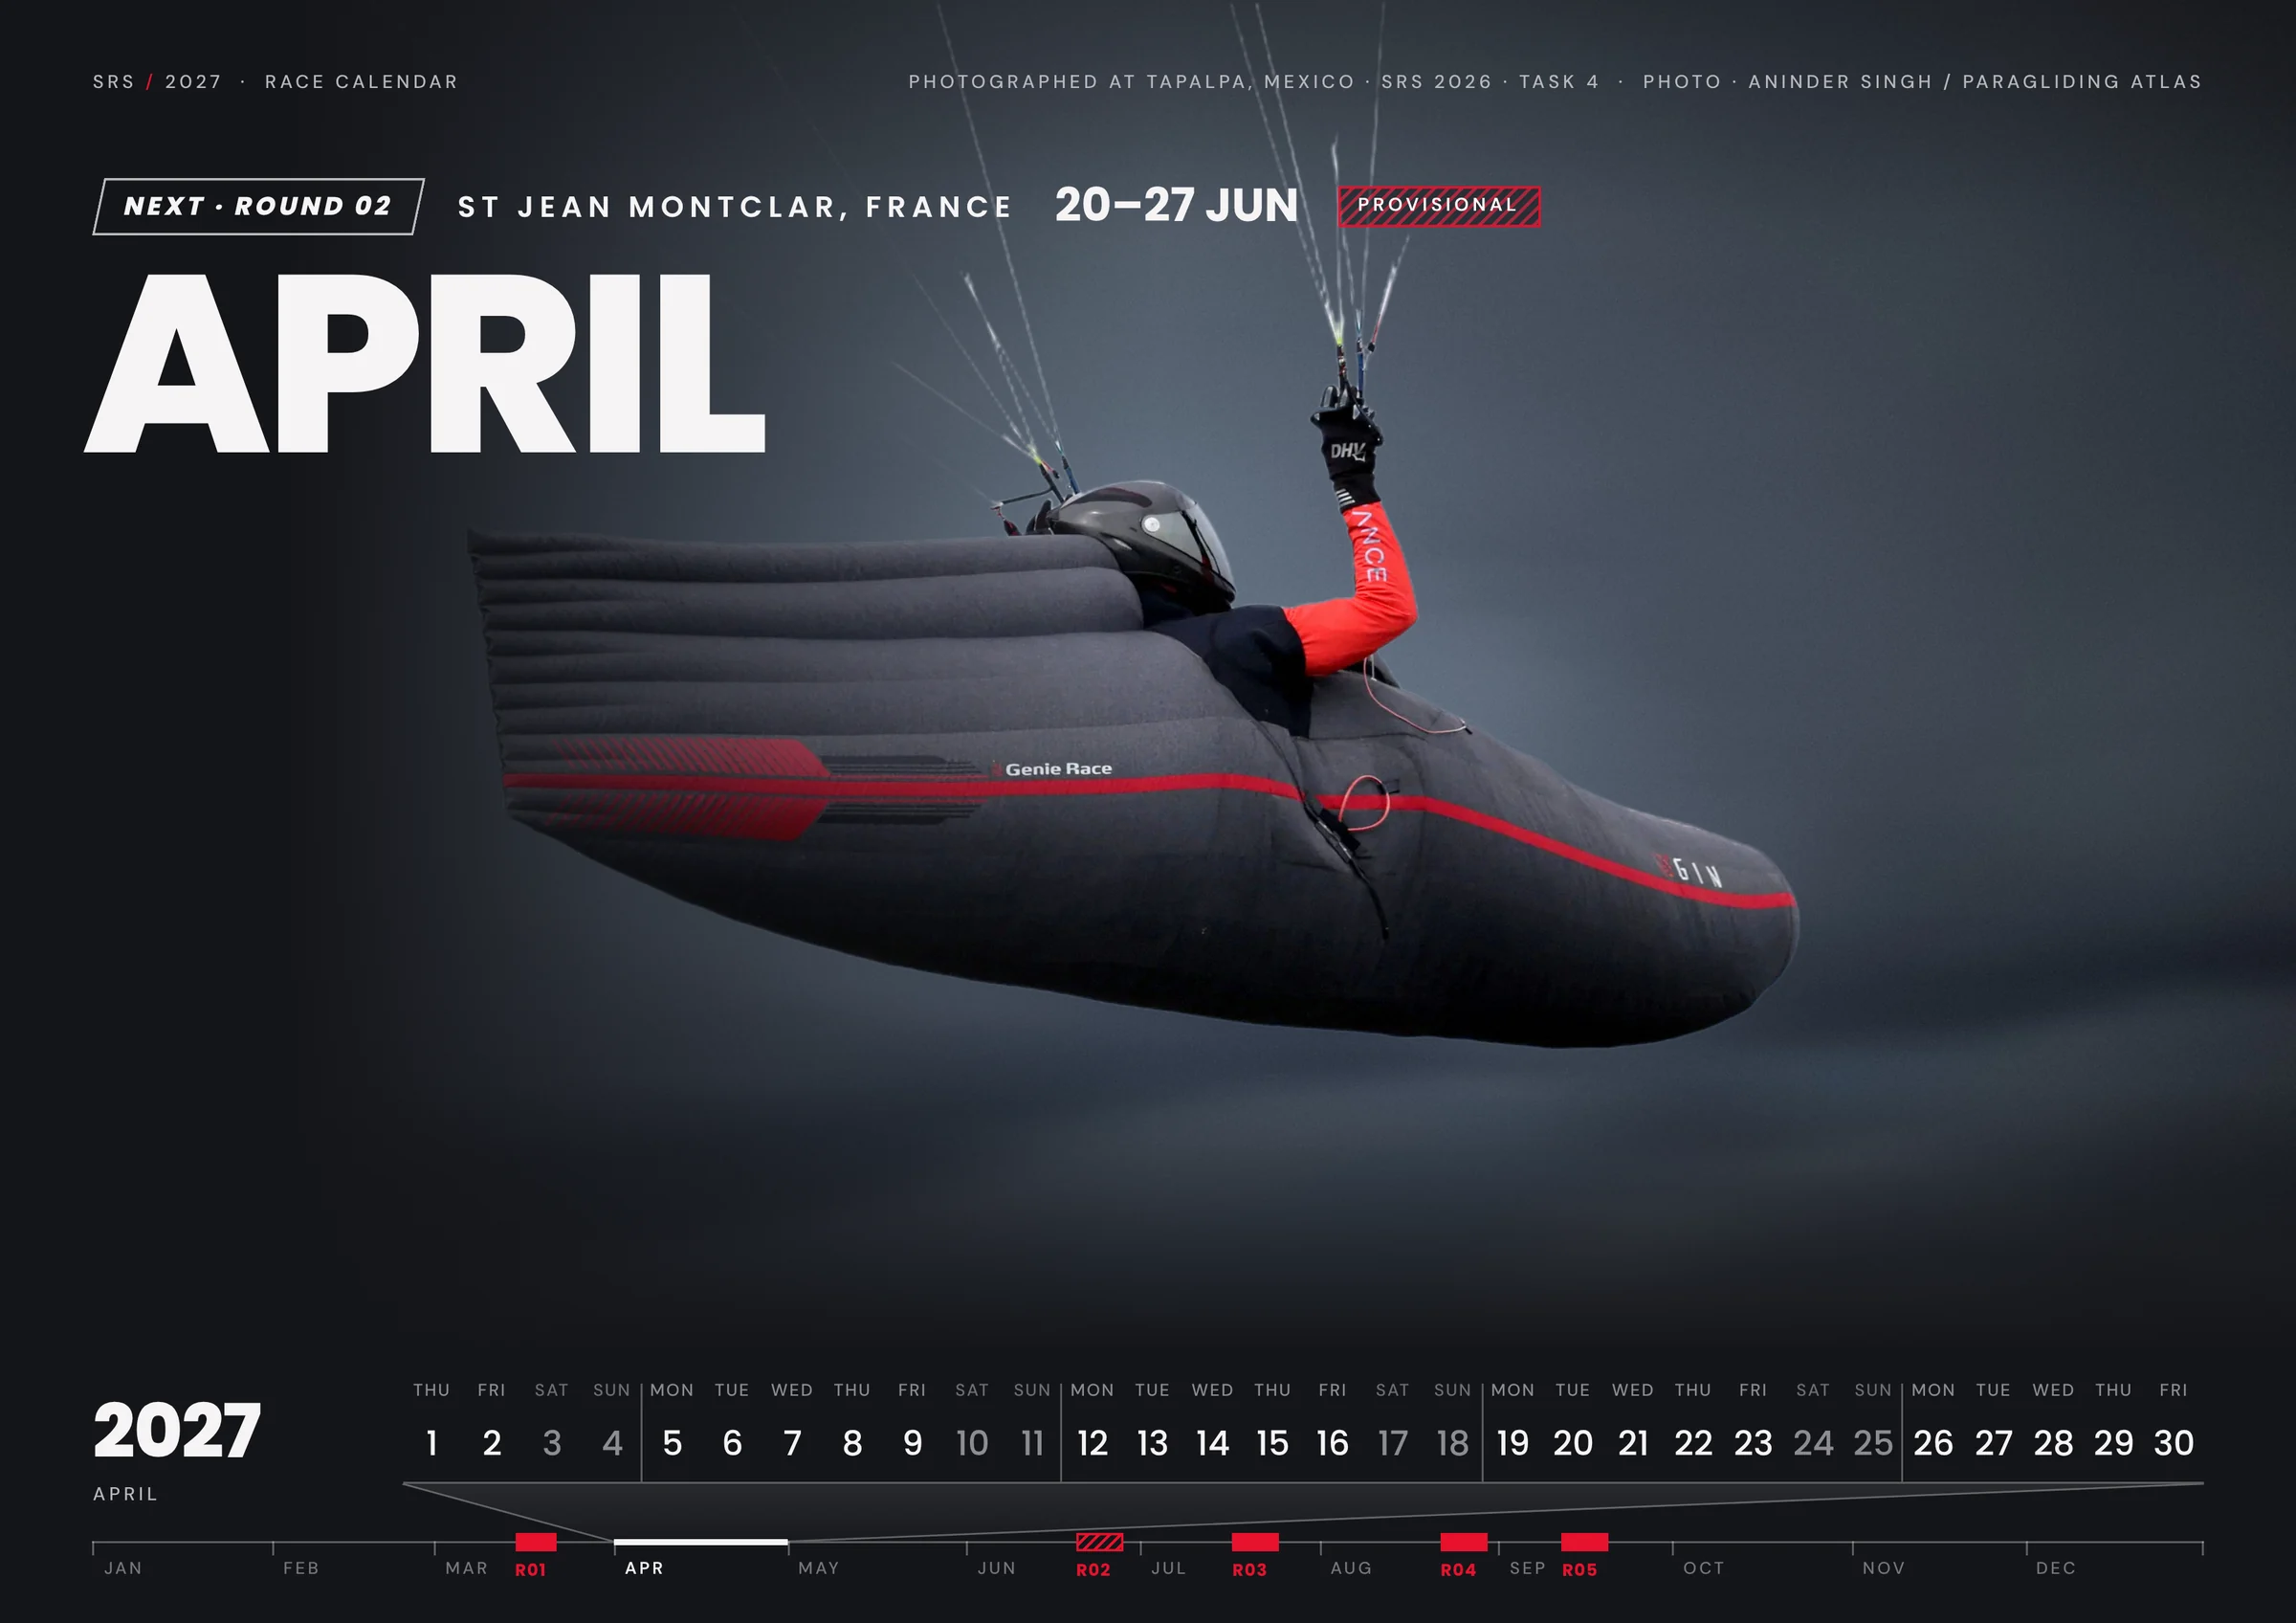 SRS / 2027 · RACE CALENDAR
PHOTOGRAPHED AT TAPALPA, MEXICO · SRS 2026 · TASK 4 · PHOTO · ANINDER SINGH / PARAGLIDING ATLAS
NEXT · ROUND 02 ST JEAN MONTCLAR, FRANCE 20–27 JUN PROVISIONAL
APRIL
DHV
ANCE
Genie Race
GIN
THU FRI SAT SUN MON TUE WED THU FRI SAT SUN MON TUE WED THU FRI SAT SUN MON TUE WED THU FRI SAT SUN MON TUE WED THU FRI
2027
1 2 3 4 5 6 7 8 9 10 11 12 13 14 15 16 17 18 19 20 21 22 23 24 25 26 27 28 29 30
APRIL
JAN FEB MAR R01 APR MAY JUN R02 JUL R03 AUG R04 SEP R05 OCT NOV DEC